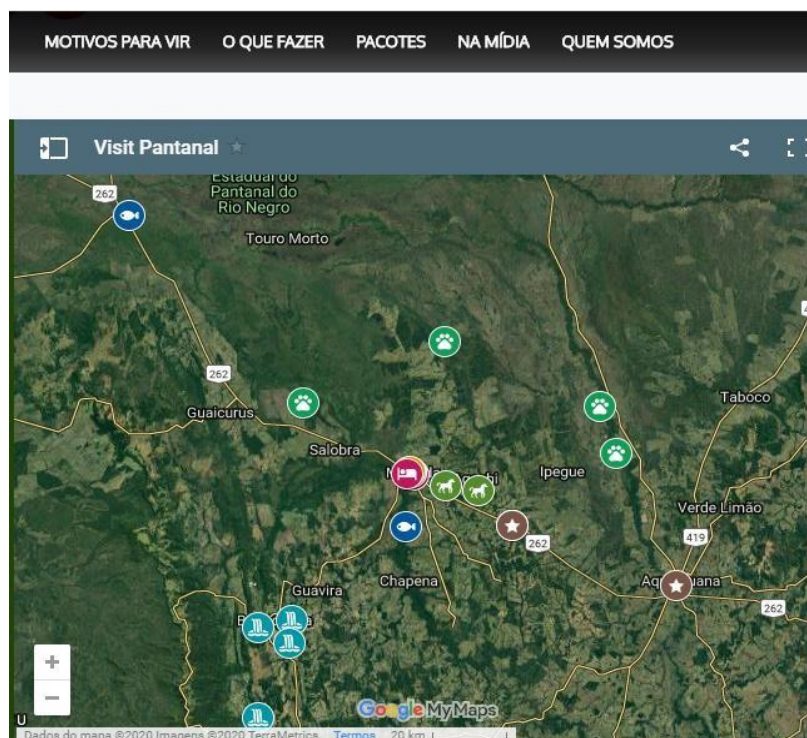 MOTIVOS PARA VIR O QUE FAZER PACOTES NA MÍDIA QUEM SOMOS
Visit Pantanal
Estadual do
Pantanal do
Rio Negro
262
Touro Morto
262
Guaicurus
Taboco
Salobra
Ipegue
Verde Limão
419
262
Chapena
Guavira
262
Google My Maps
Dados do mapa ©2020 Imagens ©2020 TerraMetrics Termos 20 km